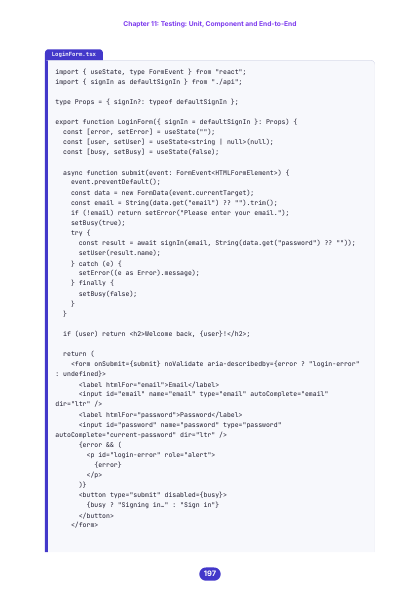 Chapter 11: Testing: Unit, Component and End-to-End
LoginForm.tsx
import { useState, type FormEvent } from "react";
import { signIn as defaultSignIn } from "./api";

type Props = { signIn?: typeof defaultSignIn };

export function LoginForm({ signIn = defaultSignIn }: Props) {
  const [error, setError] = useState("");
  const [user, setUser] = useState<string | null>(null);
  const [busy, setBusy] = useState(false);

  async function submit(event: FormEvent<HTMLFormElement>) {
    event.preventDefault();
    const data = new FormData(event.currentTarget);
    const email = String(data.get("email") ?? "").trim();
    if (!email) return setError("Please enter your email.");
    setBusy(true);
    try {
      const result = await signIn(email, String(data.get("password") ?? ""));
      setUser(result.name);
    } catch (e) {
      setError((e as Error).message);
    } finally {
      setBusy(false);
    }
  }

  if (user) return <h2>Welcome back, {user}!</h2>;

  return (
    <form onSubmit={submit} noValidate aria-describedby={error ? "login-error"
: undefined}>
      <label htmlFor="email">Email</label>
      <input id="email" name="email" type="email" autoComplete="email"
dir="ltr" />
      <label htmlFor="password">Password</label>
      <input id="password" name="password" type="password"
autoComplete="current-password" dir="ltr" />
      {error && (
        <p id="login-error" role="alert">
          {error}
        </p>
      )}
      <button type="submit" disabled={busy}>
        {busy ? "Signing in…" : "Sign in"}
      </button>
    </form>
197